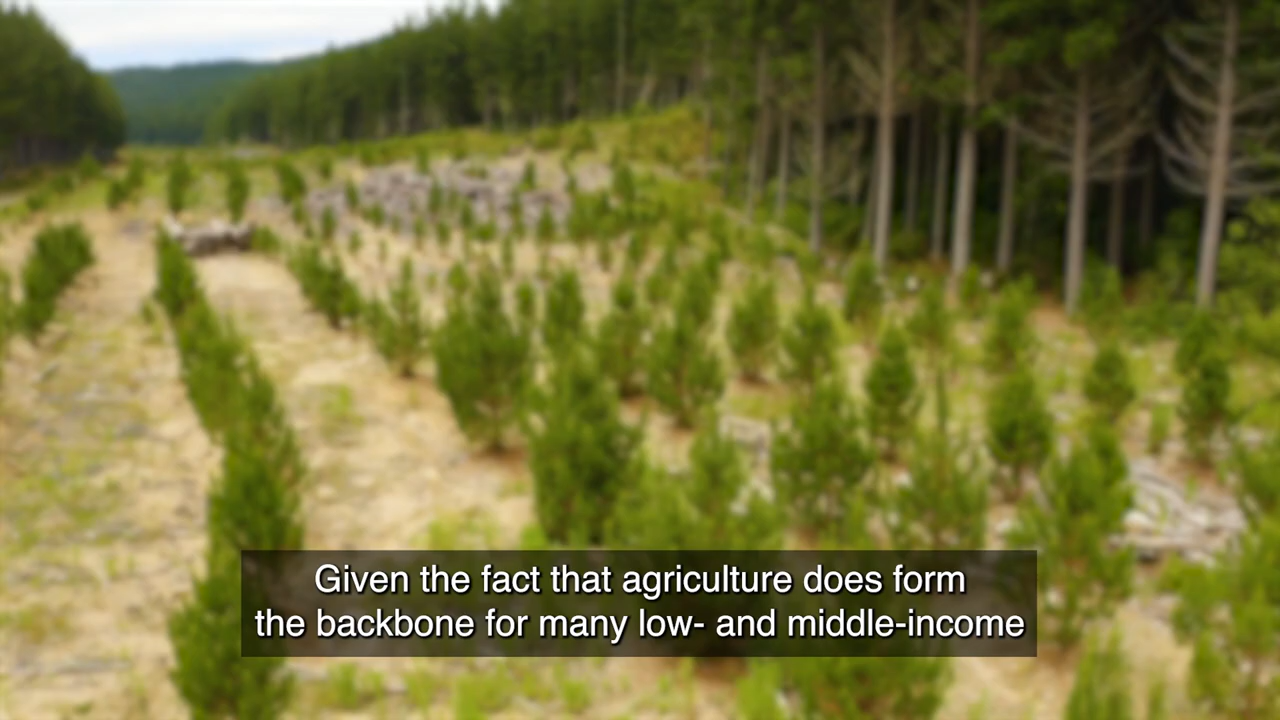 Given the fact that agriculture does form
the backbone for many low- and middle-income